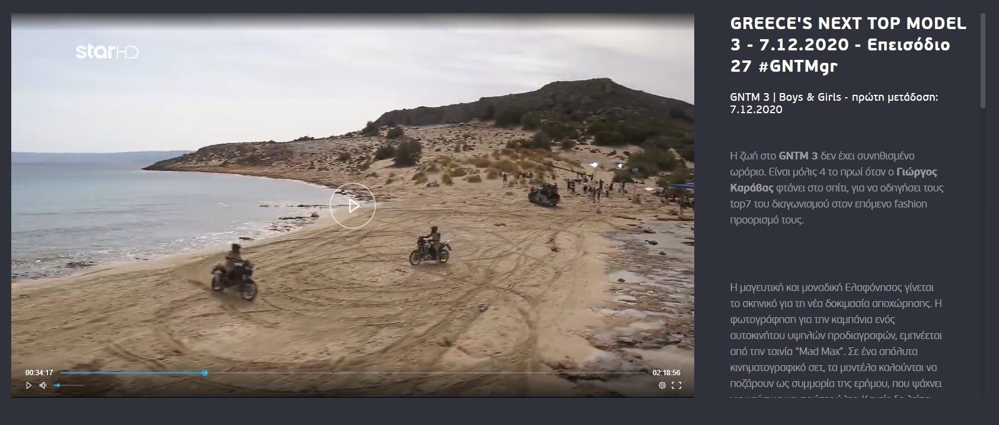 starHD
GREECE'S NEXT TOP MODEL
3 - 7.12.2020 - Επεισόδιο
27 #GNTMgr
GNTM 3 | Boys & Girls - πρώτη μετάδοση:
7.12.2020
Η ζωή στο GNTM 3 δεν έχει συνηθισμένο
ωράριο. Είναι μόλις 4 το πρωί όταν ο Γιώργος
Καράβας φτάνει στο σπίτι, για να οδηγήσει τους
top7 του διαγωνισμού στον επόμενο fashion
προορισμό τους.
Η μαγευτική και μοναδική Ελαφόνησος γίνεται
το σκηνικό για τη νέα δοκιμασία αποχώρησης. Η
φωτογράφηση για την καμπάνια ενός
αυτοκινήτου υψηλών προδιαγραφών, εμπνέεται
από την ταινία “Mad Max”. Σε ένα απόλυτα
κινηματογραφικό σετ, τα μοντέλα καλούνται να
ποζάρουν ως συμμορία της ερήμου, που ψάχνει
00:34:17
02:18:56